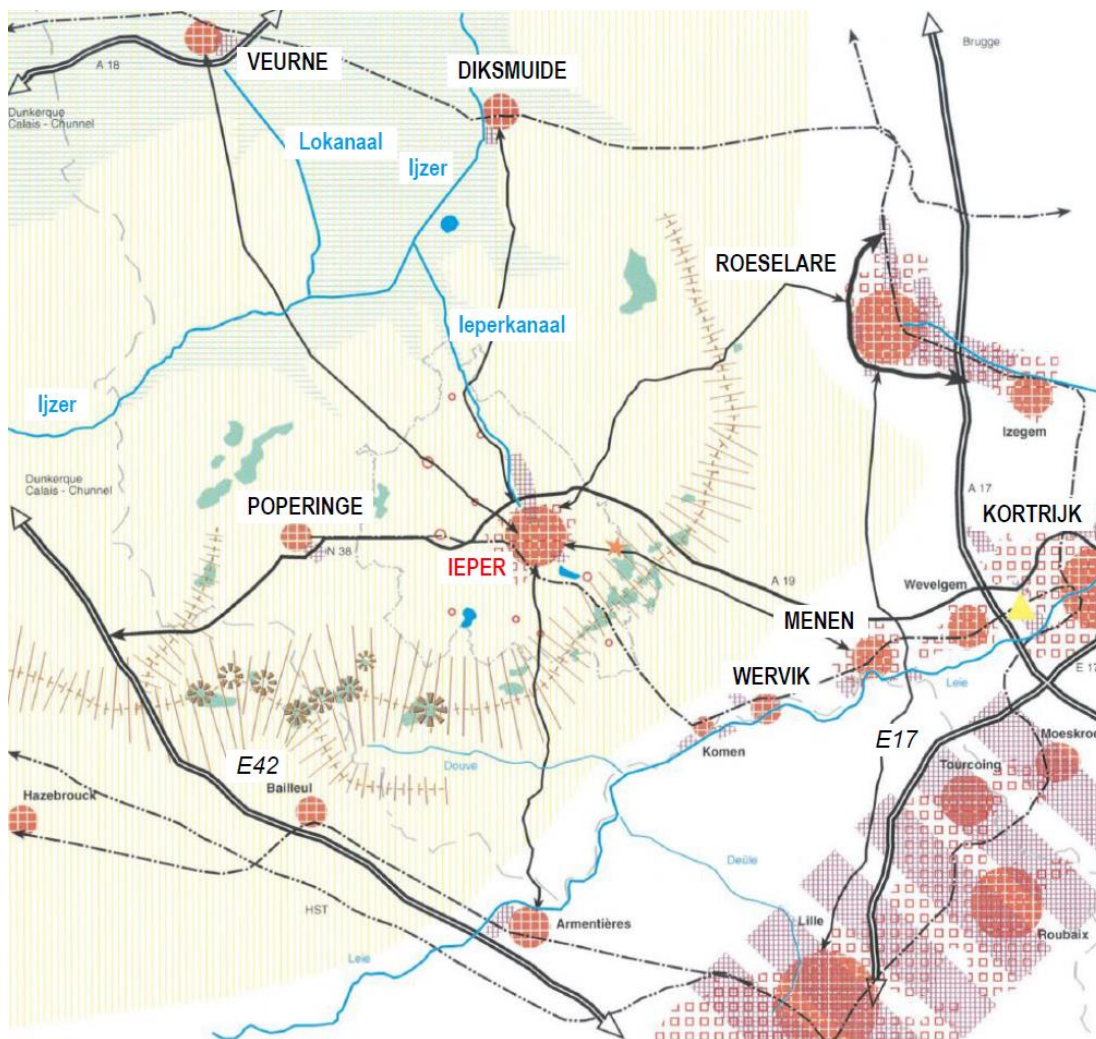 Brugge
VEURNE
DIKSMUIDE
A 18
Dunkerque
Calais - Chunnel
Lokanaal
Ijzer
ROESELARE
Ieperkanaal
Ijzer
Izegem
Dunkerque
Calais - Chunnel
A 17
POPERINGE
KORTRIJK
N 38
IEPER
A 19
Wevelgem
MENEN
E 17
WERVIK
Leie
Komen
E17
Moeskroe
Douve
E42
Tourcoing
Bailleul
Hazebrouck
Deûle
HST
Lille
Armentières
Roubaix
Leie